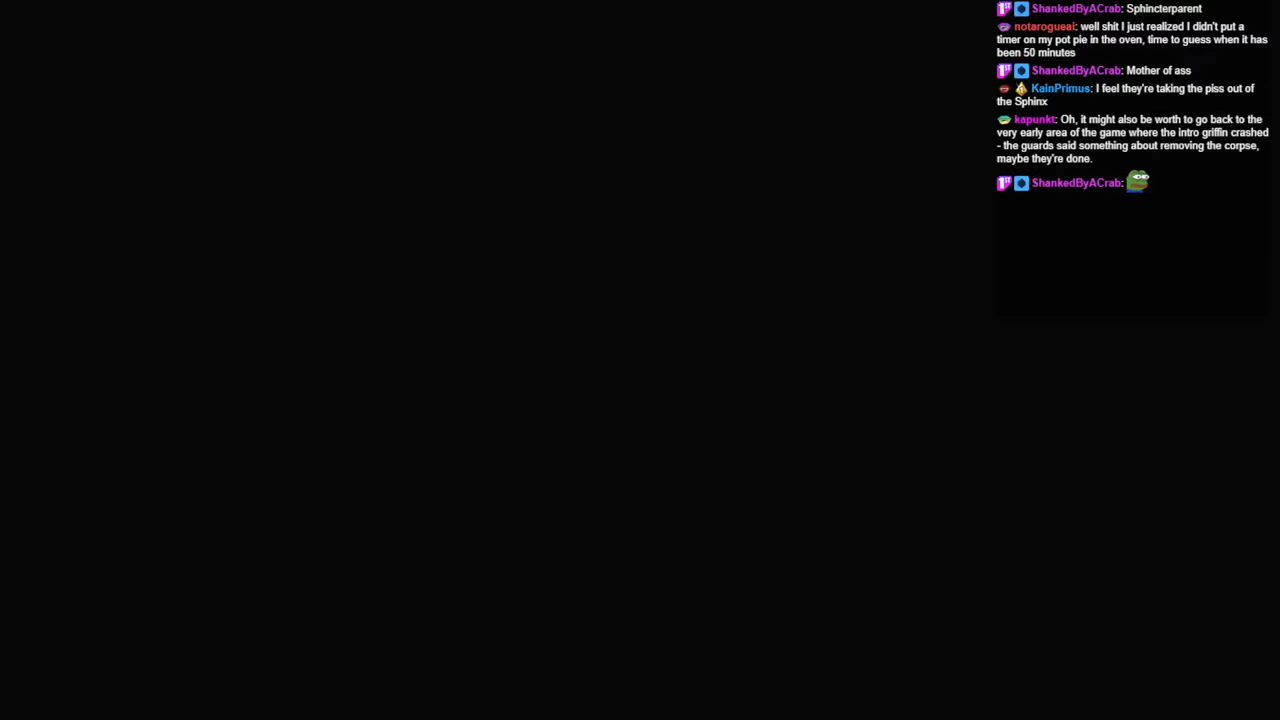 ShankedByACrab: Sphincterparent
notarogueai: well shit I just realized I didn't put a
timer on my pot pie in the oven, time to guess when it has
been 50 minutes
ShankedByACrab: Mother of ass
KainPrimus: I feel they're taking the piss out of
the Sphinx
kapunkt: Oh, it might also be worth to go back to the
very early area of the game where the intro griffin crashed
- the guards said something about removing the corpse,
maybe they're done.
ShankedByACrab: